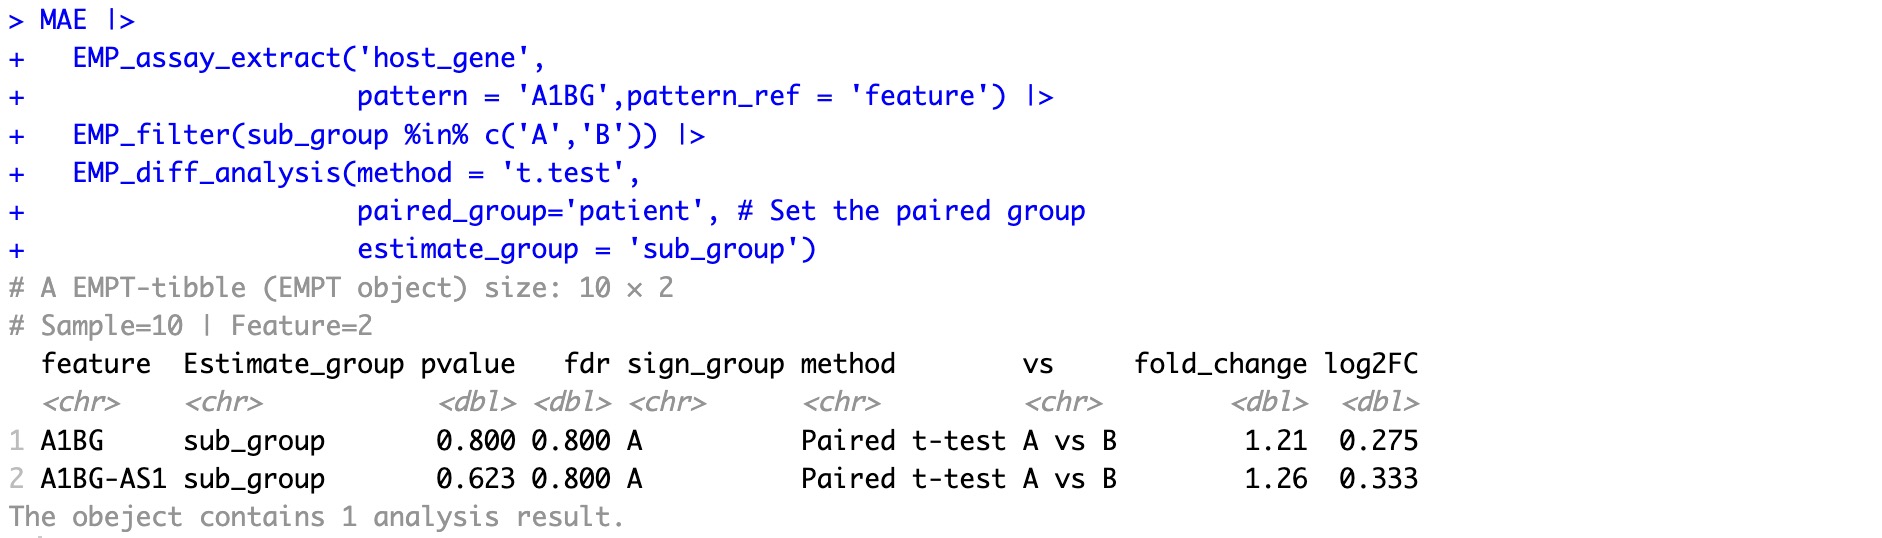 > MAE |>
+   EMP_assay_extract('host_gene',
+                     pattern = 'A1BG',pattern_ref = 'feature') |>
+   EMP_filter(sub_group %in% c('A','B')) |>
+   EMP_diff_analysis(method = 't.test',
+                     paired_group='patient', # Set the paired group
+                     estimate_group = 'sub_group')
# A EMPT-tibble (EMPT object) size: 10 × 2
# Sample=10 | Feature=2
  feature  Estimate_group pvalue   fdr sign_group method        vs     fold_change log2FC
  <chr>    <chr>           <dbl> <dbl> <chr>      <chr>         <chr>        <dbl>  <dbl>
1 A1BG     sub_group       0.800 0.800 A          Paired t-test A vs B        1.21  0.275
2 A1BG-AS1 sub_group       0.623 0.800 A          Paired t-test A vs B        1.26  0.333
The obeject contains 1 analysis result.